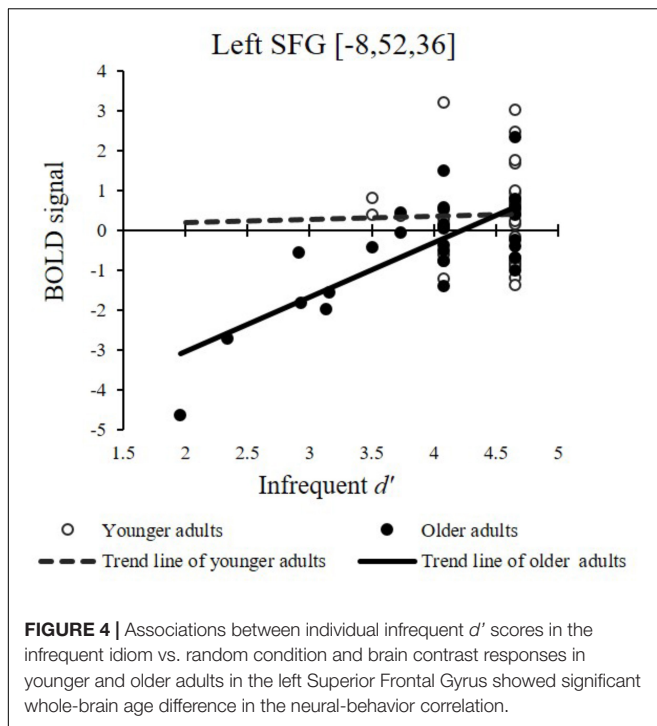 Left SFG [-8,52,36]
4
3
2
1
0
-1
-2
-3
-4
-5
BOLD signal
1.5 2 2.5 3 3.5 4 4.5 5
Infrequent d'
Younger adults Older adults
Trend line of younger adults Trend line of older adults
FIGURE 4 | Associations between individual infrequent d' scores in the
infrequent idiom vs. random condition and brain contrast responses in
younger and older adults in the left Superior Frontal Gyrus showed significant
whole-brain age difference in the neural-behavior correlation.